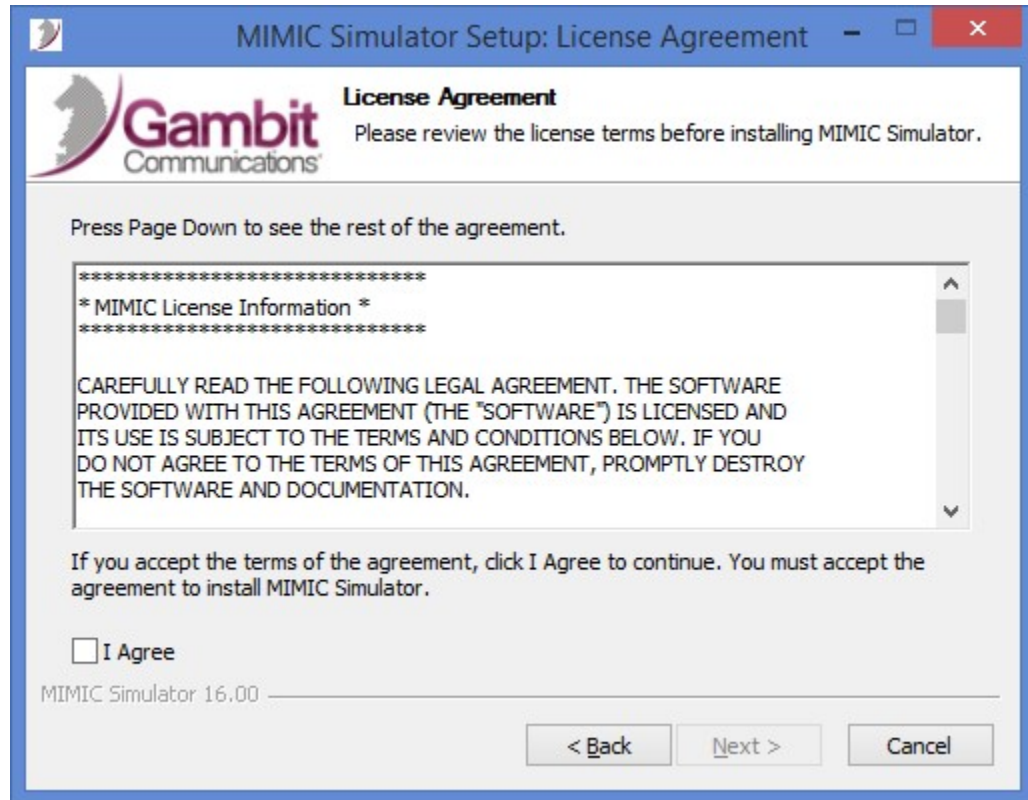 MIMIC Simulator Setup: License Agreement
Gambit
Communications
License Agreement
Please review the license terms before installing MIMIC Simulator.
Press Page Down to see the rest of the agreement.
*****************************
* MIMIC License Information *
*****************************
CAREFULLY READ THE FOLLOWING LEGAL AGREEMENT. THE SOFTWARE
PROVIDED WITH THIS AGREEMENT (THE "SOFTWARE") IS LICENSED AND
ITS USE IS SUBJECT TO THE TERMS AND CONDITIONS BELOW. IF YOU
DO NOT AGREE TO THE TERMS OF THIS AGREEMENT, PROMPTLY DESTROY
THE SOFTWARE AND DOCUMENTATION.
If you accept the terms of the agreement, click I Agree to continue. You must accept the
agreement to install MIMIC Simulator.
I Agree
MIMIC Simulator 16.00
< Back Next > Cancel